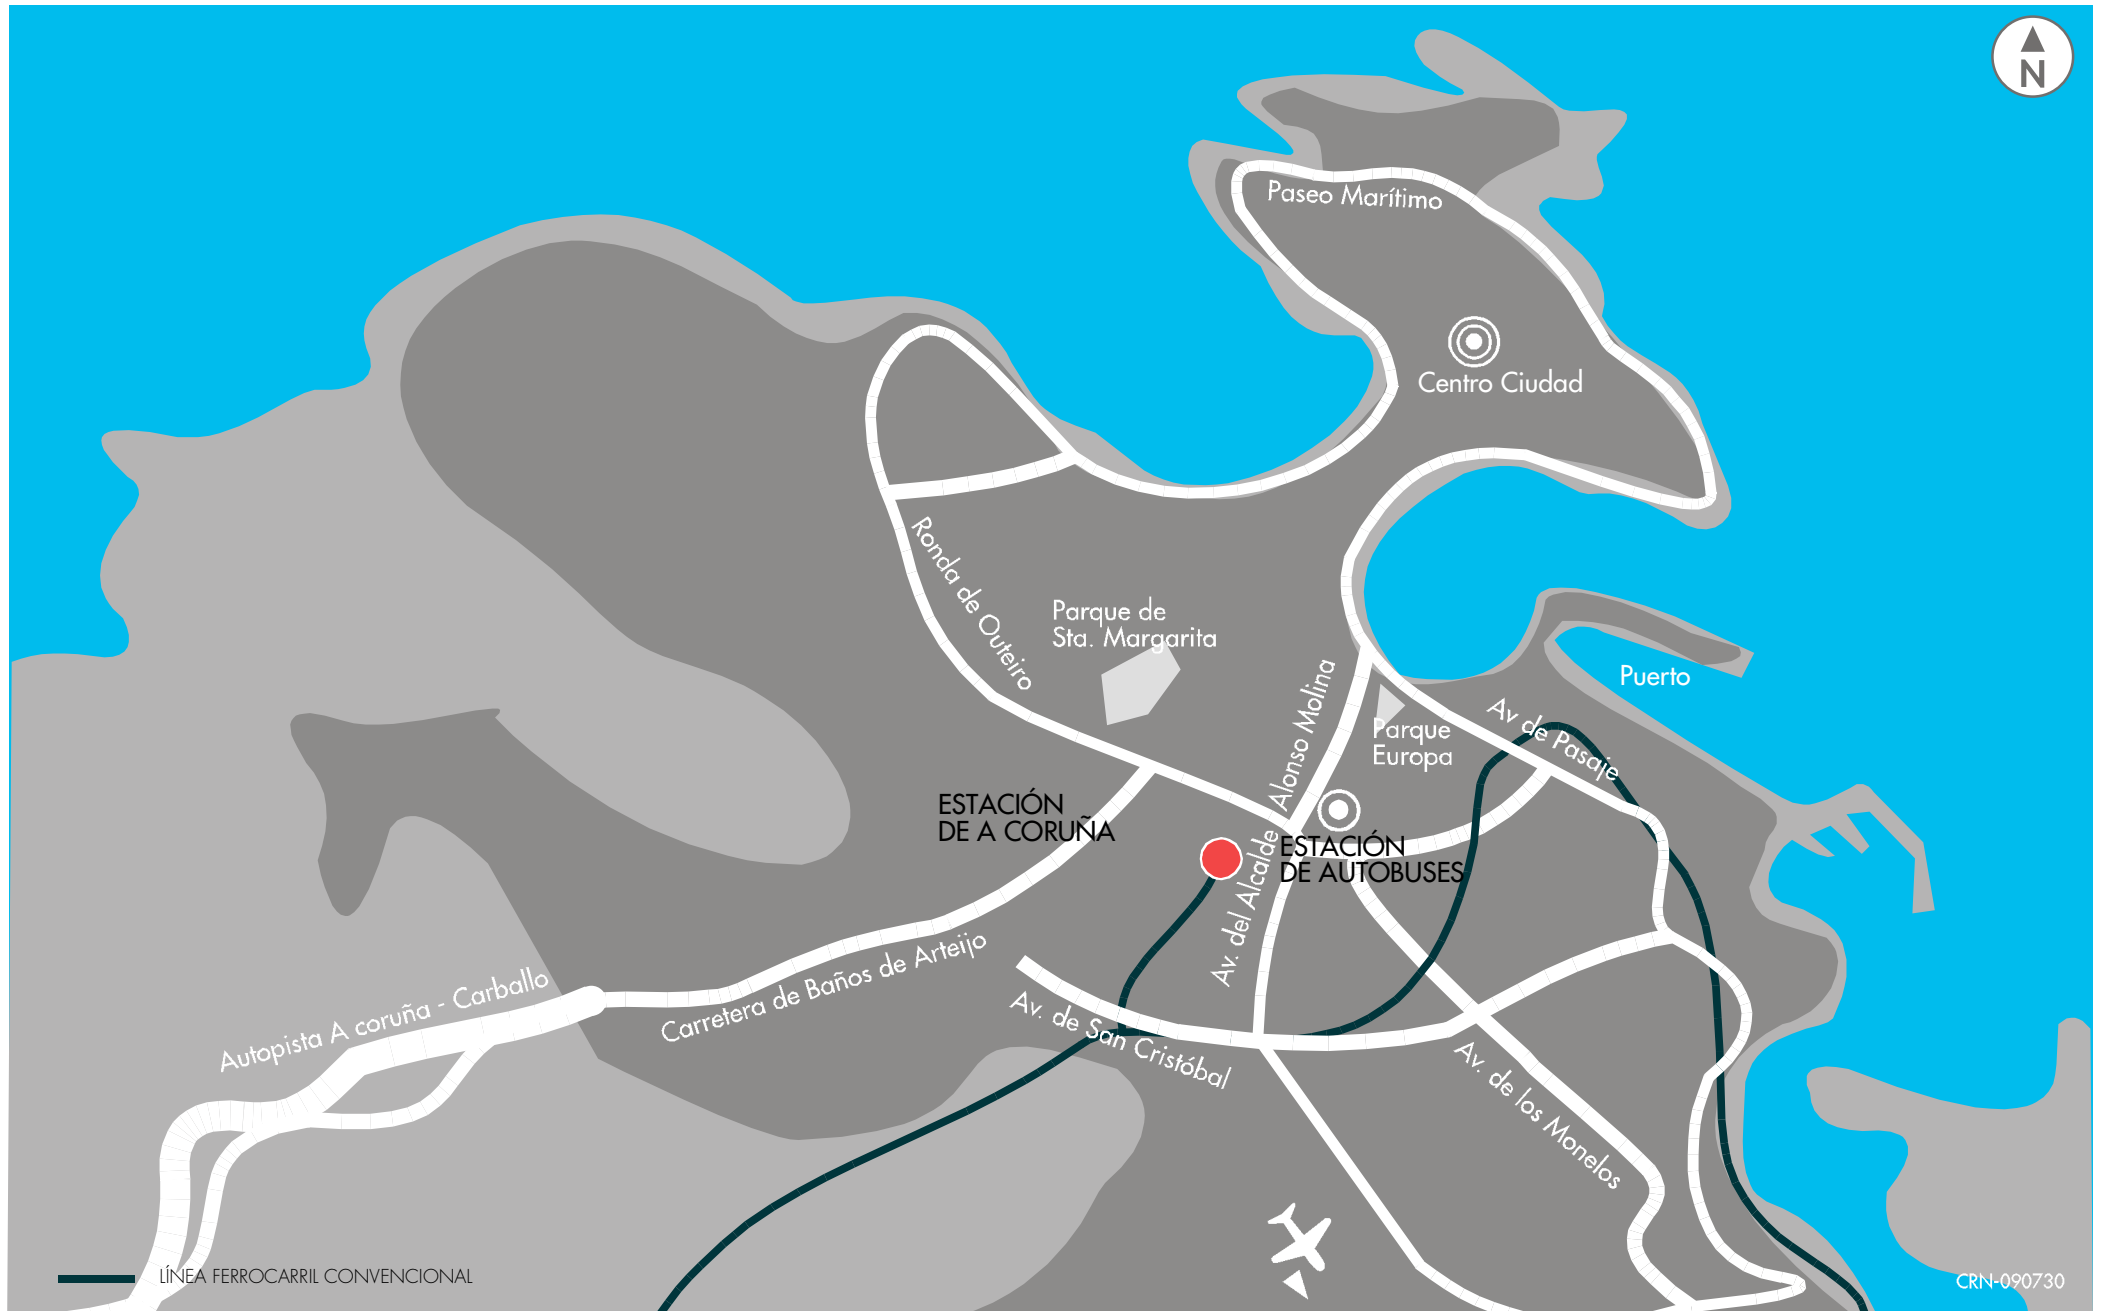 N
Paseo Marítimo
Centro Ciudad
Ronda de Outeiro
Parque de
Sta. Margarita
Puerto
Alonso Molina
Av. del Alcalde
Parque
Europa
Av de Pasaje
ESTACIÓN
DE A CORUÑA
ESTACIÓN
DE AUTOBUSES
Autopista A coruña - Carballo
Carretera de Baños de Arteijo
Av. de San Cristóbal
Av. de los Monelos
LÍNEA FERROCARRIL CONVENCIONAL
CRN-090730